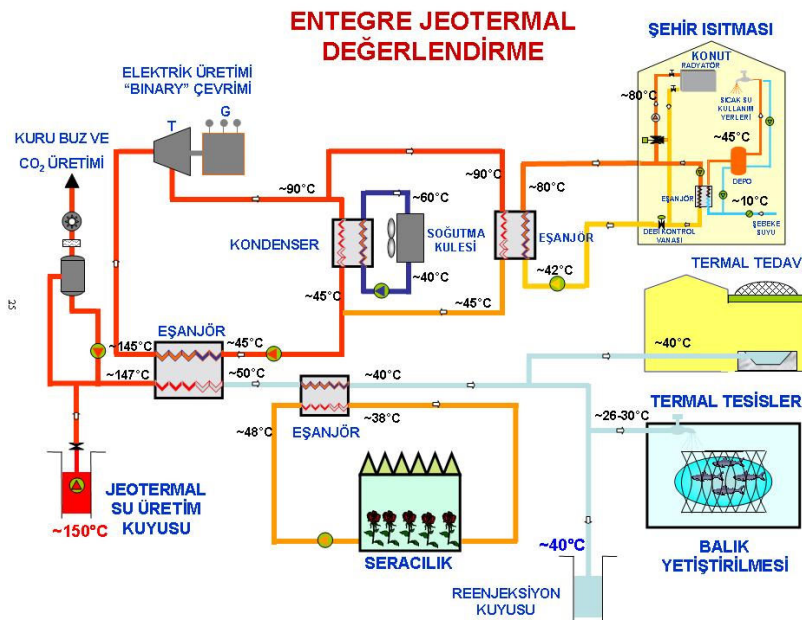 ENTEGRE JEOTERMAL
DEĞERLENDİRME
ŞEHİR ISITMASI
KONUT
RADYATÖR
~80°C
SICAK SU
KULLANIM
YERLERİ
~45°C
DEPO
EŞANJÖR
~10°C
DEBİ KONTROL
VANASI
ŞEBEKE
SUYU
ELEKTRİK ÜRETİMİ
“BINARY” ÇEVRİMİ
T
G
KURU BUZ VE
CO₂ ÜRETİMİ
~90°C
~90°C
~80°C
~60°C
KONDENSER
SOĞUTMA
KULESİ
EŞANJÖR
~40°C
~42°C
~45°C
~45°C
TERMAL TEDAV
~40°C
TERMAL TESİSLER
25
EŞANJÖR
~145°C
~45°C
~147°C
~50°C
~40°C
~38°C
~48°C
EŞANJÖR
~26-30°C
JEOTERMAL
SU ÜRETİM
KUYUSU
~150°C
SERACILIK
~40°C
REENJEKSİYON
KUYUSU
BALIK
YETİŞTİRİLMESİ